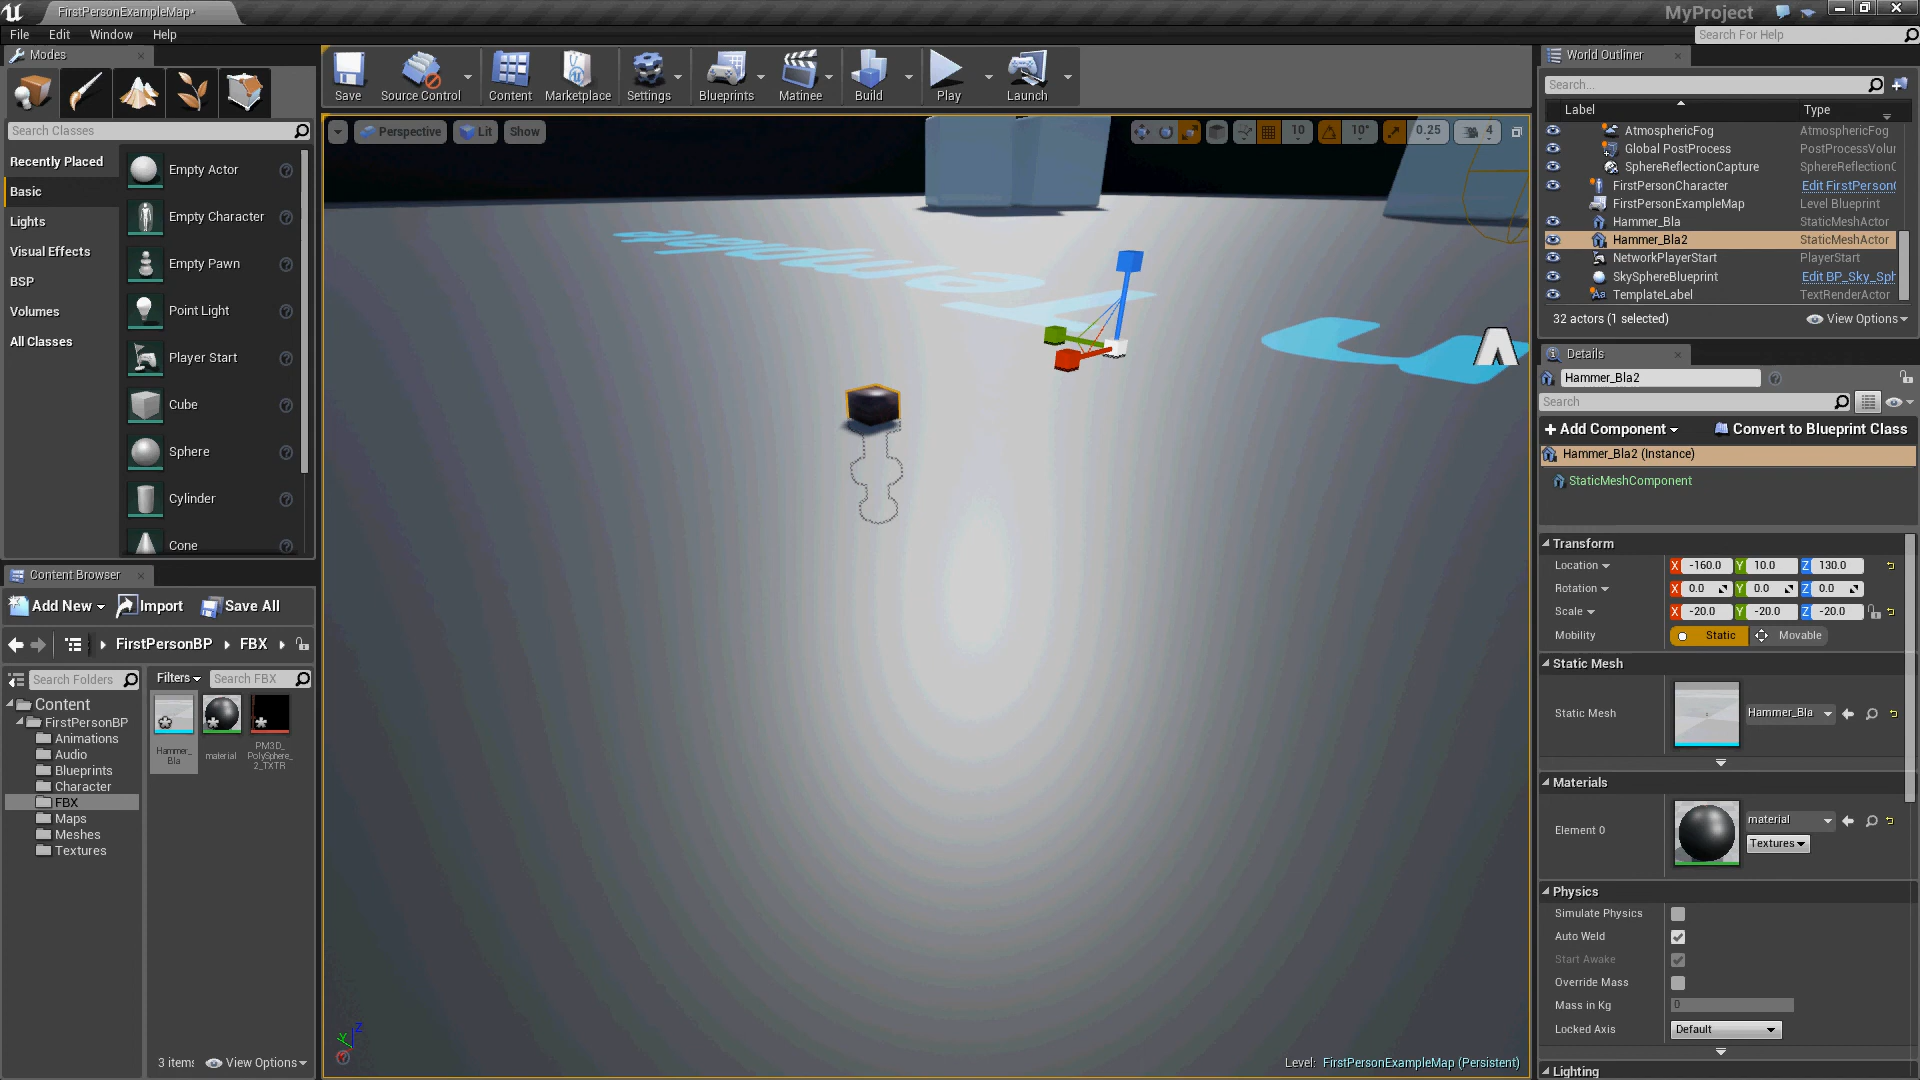 FirstPersonExampleMap*
MyProject
File Edit Window Help
Search For Help
Modes
Search Classes
Recently Placed
Basic
Lights
Visual Effects
BSP
Volumes
All Classes
Empty Actor
Empty Character
Empty Pawn
Point Light
Player Start
Cube
Sphere
Cylinder
Cone
Save Source Control Content Marketplace Settings Blueprints Matinee Build Play Launch
Perspective Lit Show
10 10° 0.25 4
World Outliner
Search...
Label Type
AtmosphericFog AtmosphericFog
Global PostProcess PostProcessVolur
SphereReflectionCapture SphereReflectionC
FirstPersonCharacter Edit FirstPerson(
FirstPersonExampleMap Level Blueprint
Hammer_Bla StaticMeshActor
Hammer_Bla2 StaticMeshActor
NetworkPlayerStart PlayerStart
SkySphereBlueprint Edit BP_Sky_Sph
TemplateLabel TextRenderActor
32 actors (1 selected) View Options
Details
Hammer_Bla2
Search
Add Component Convert to Blueprint Class
Hammer_Bla2 (Instance)
StaticMeshComponent
Transform
Location X -160.0 Y 10.0 Z 130.0
Rotation X 0.0 Y 0.0 Z 0.0
Scale X -20.0 Y -20.0 Z -20.0
Mobility Static Movable
Static Mesh
Static Mesh Hammer_Bla
Materials
Element 0 material
Textures
Physics
Simulate Physics
Auto Weld
Start Awake
Override Mass
Mass in Kg 0
Locked Axis Default
Lighting
Content Browser
Add New Import Save All
FirstPersonBP FBX
Search Folders
Filters Search FBX
Content
FirstPersonBP
Animations
Audio
Blueprints
Character
FBX
Maps
Meshes
Textures
Hammer_
Bla
material
PM3D_
PolySphere_
2_TXTR
3 items View Options
Z
Y
Level: FirstPersonExampleMap (Persistent)